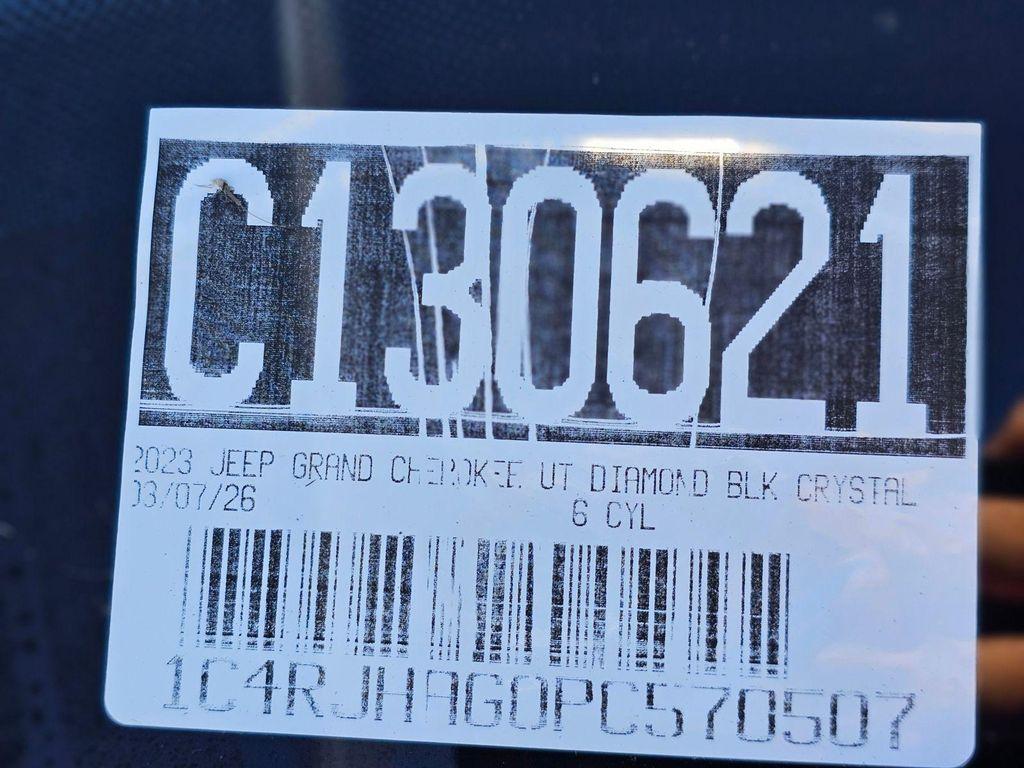 C130621
2023 JEEP GRAND CHEROKEE UT DIAMOND BLK CRYSTAL
03/07/26 6 CYL
1C4RJHAG0PC570507